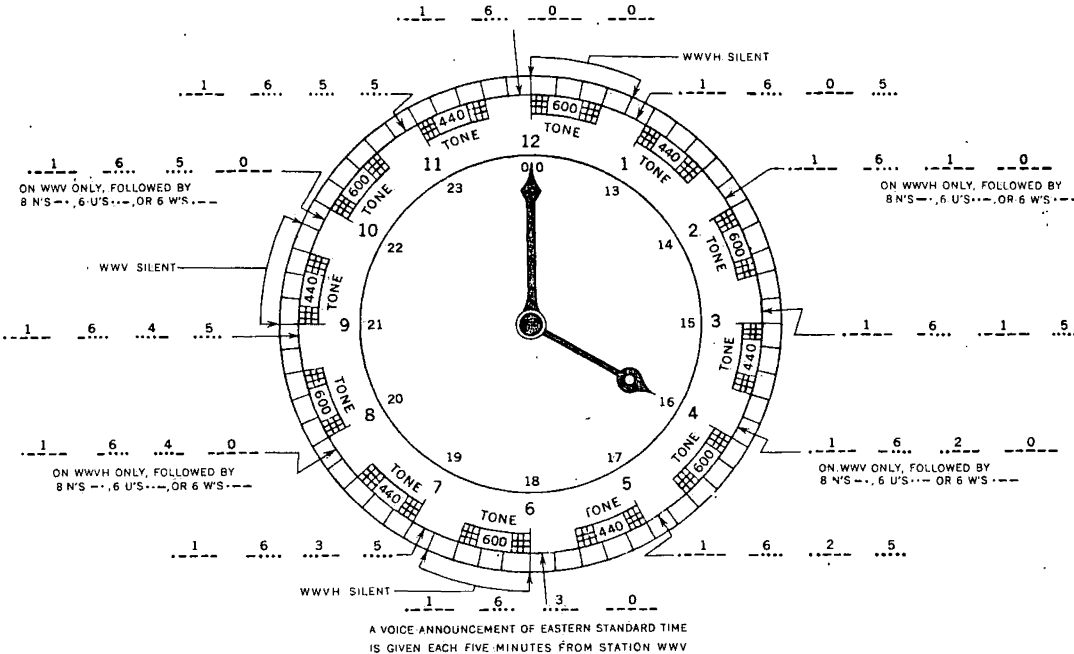 1 6 0 0
.---- -.... ----- -----
WWVH SILENT
1 6 5 5
.---- -.... ..... .....
1 6 0 5
.---- -.... ----- .....
440 TONE
600 TONE
440 TONE
12
11
1
1 6 5 0
.---- -.... ..... -----
ON WWV ONLY, FOLLOWED BY
8 N'S —·, 6 U'S ··—, OR 6 W'S ·——
1 6 1 0
.---- -.... .---- -----
ON WWVH ONLY, FOLLOWED BY
8 N'S —·, 6 U'S ··—, OR 6 W'S ·——
600 TONE
23
00
13
10
2
600 TONE
22
14
WWV SILENT
440 TONE
9
21
15
3
440 TONE
1 6 4 5
.---- -.... ....- .....
1 6 1 5
.---- -.... .---- .....
600 TONE
8
20
16
4
600 TONE
19
18
17
1 6 4 0
.---- -.... ....- -----
ON WWVH ONLY, FOLLOWED BY
8 N'S —·, 6 U'S ··—, OR 6 W'S ·——
1 6 2 0
.---- -.... ..--- -----
ON WWV ONLY, FOLLOWED BY
8 N'S —·, 6 U'S ··— OR 6 W'S ·——
440 TONE
7
6
5
TONE 600
TONE 440
1 6 3 5
.---- -.... ...-- .....
1 6 2 5
.---- -.... ..--- .....
WWVH SILENT
1 6 3 0
.---- -.... ...-- -----
A VOICE ANNOUNCEMENT OF EASTERN STANDARD TIME
IS GIVEN EACH FIVE MINUTES FROM STATION WWV